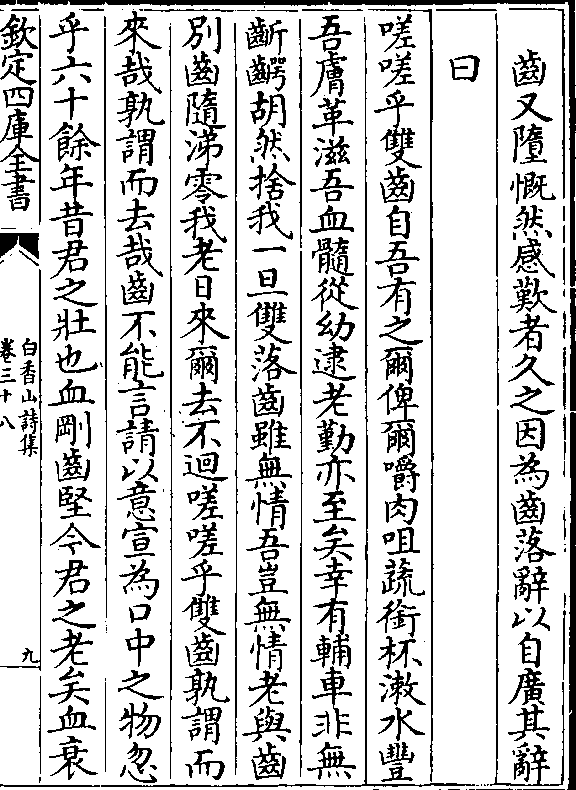 齒又墮慨然感歎者久之因為齒落辭以自廣其辭
曰
嗟嗟乎雙齒自吾有之爾俾爾嚼肉咀蔬銜杯漱水豐
吾膚革滋吾血髓從幼逮老勤亦至矣幸有輔車非無
齗齶胡然捨我一旦雙落齒雖無情吾豈無情老與齒
別齒隨涕零我老日來爾去不迴嗟嗟乎雙齒孰謂而
來哉孰謂而去哉齒不能言請以意宣為口中之物忽
乎六十餘年昔君之壯也血剛齒堅今君之老矣血衰
欽定四庫全書
白香山詩集
卷三十八
九